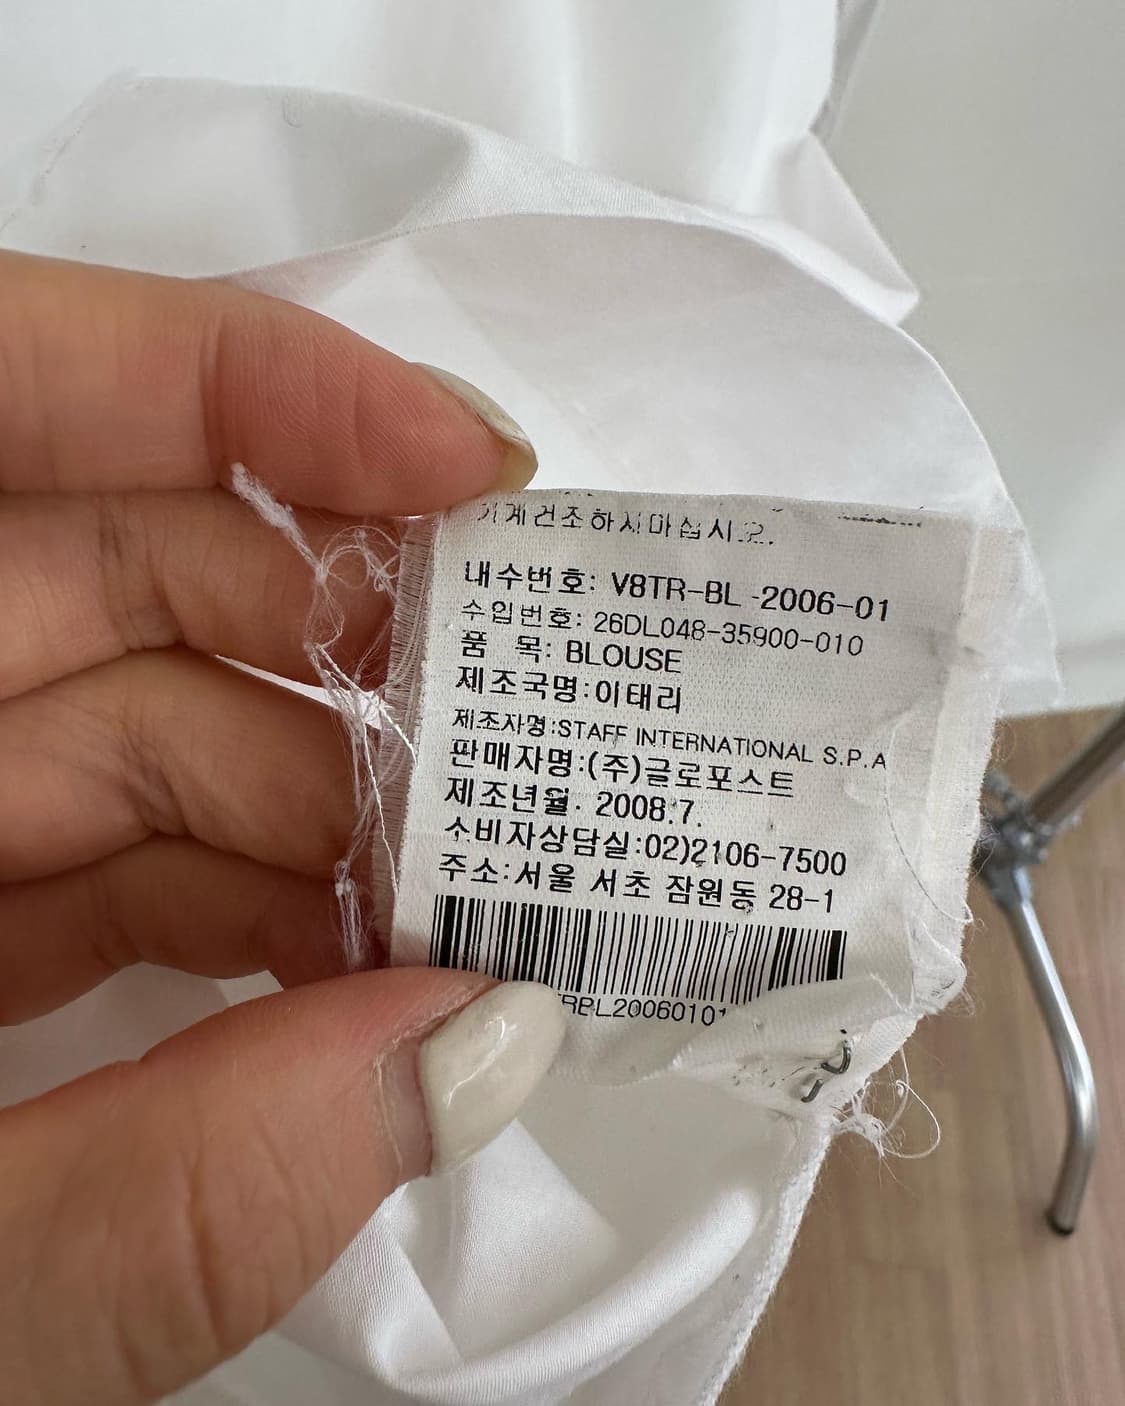 기계건조하지마십시오.
내수번호: V8TR-BL -2006-01
수입번호: 26DL048-35900-010
품 목: BLOUSE
제조국명:이태리
제조자명:STAFF INTERNATIONAL S.P.A
판매자명:(주)글로포스트
제조년월. 2008.7.
소비자상담실:02)2106-7500
주소:서울 서초 잠원동 28-1
RBL20060101